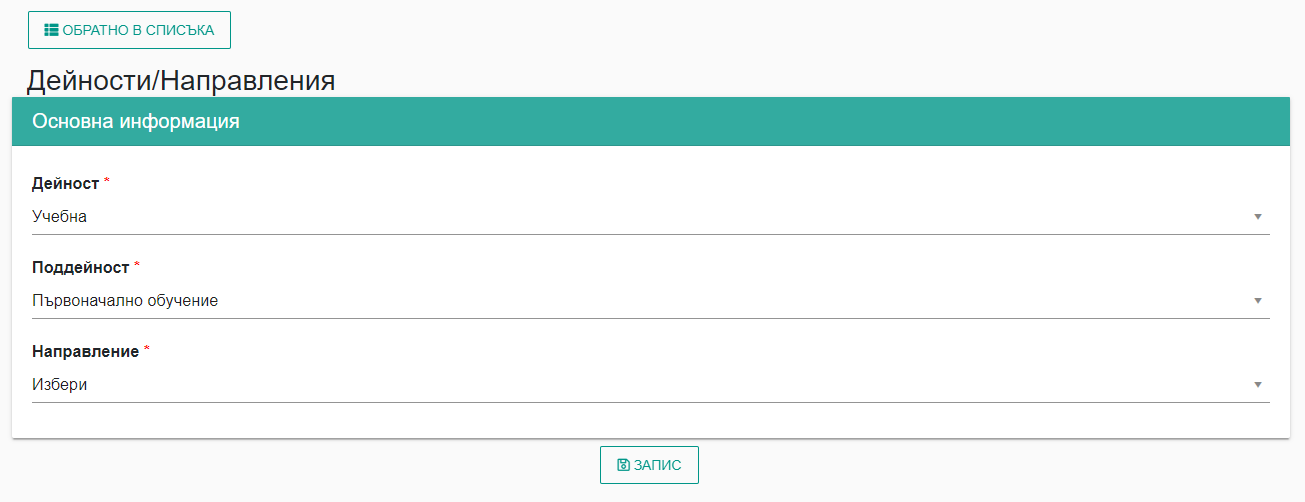 ОБРАТНО В СПИСЪКА
Дейности/Направления
Основна информация
Дейност *
Учебна
Поддейност *
Първоначално обучение
Направление *
Избери
ЗАПИС